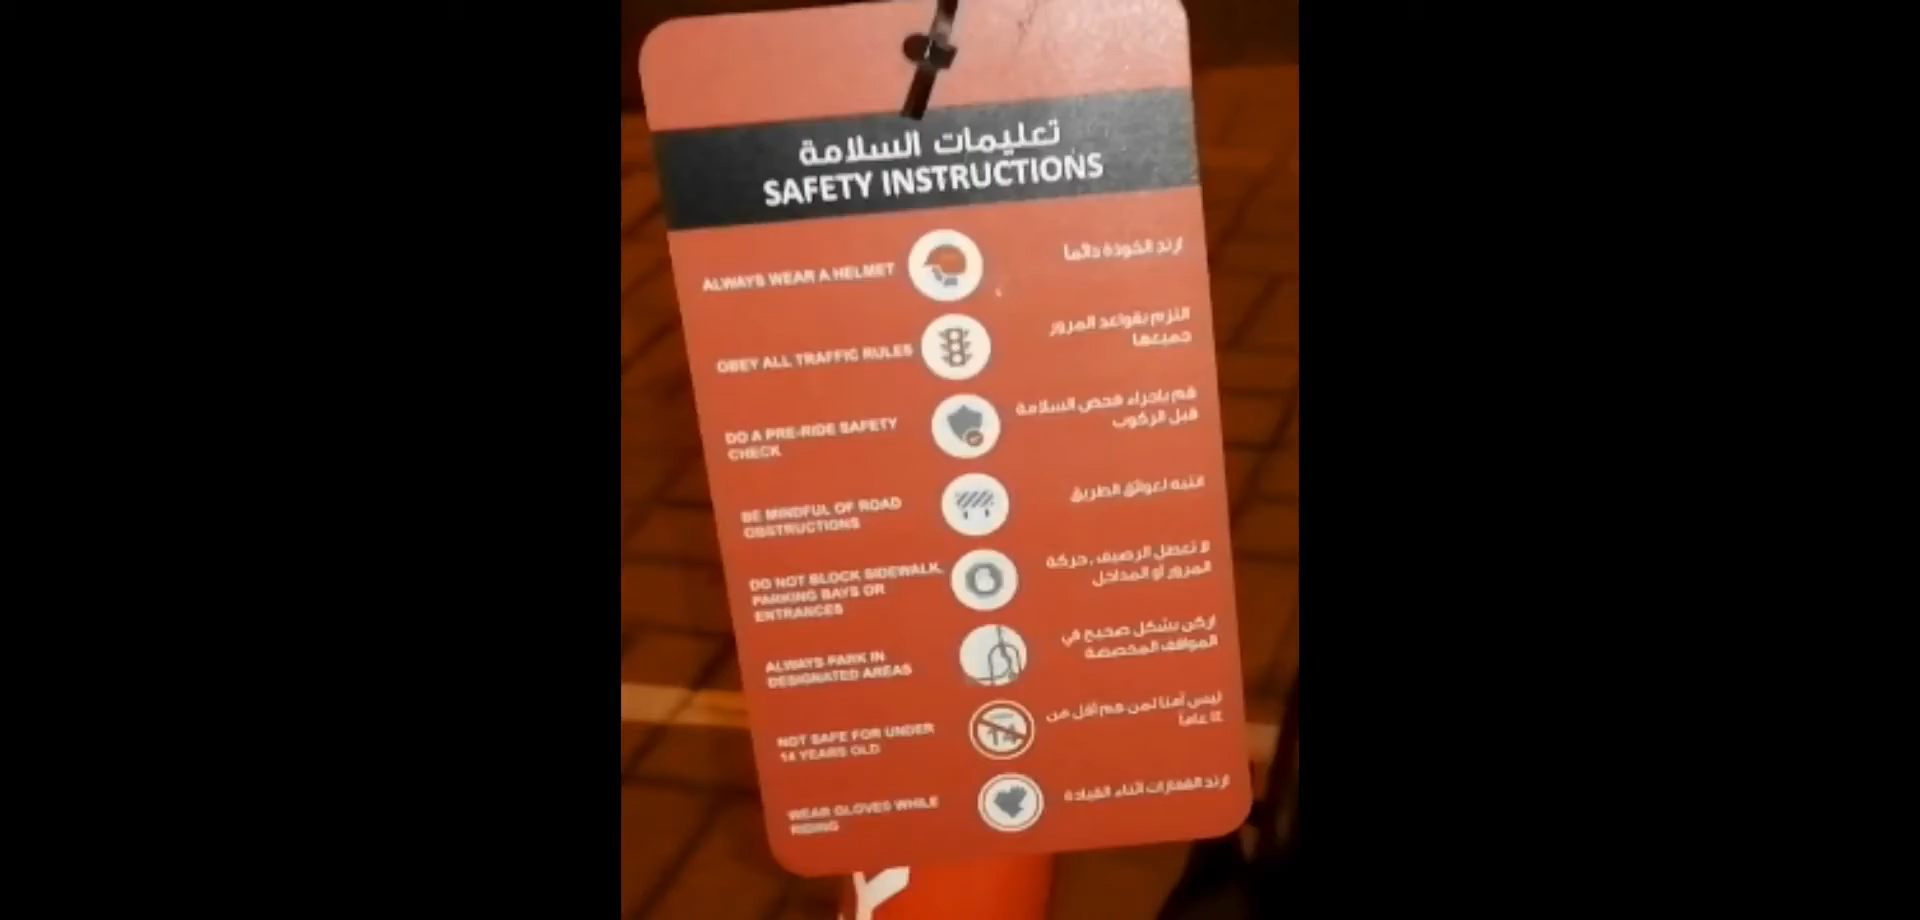 تعليمات السلامة
SAFETY INSTRUCTIONS
ALWAYS WEAR A HELMET
ارتد الخوذة دائماً
OBEY ALL TRAFFIC RULES
التزم بقواعد المرور
جميعها
DO A PRE-RIDE SAFETY
CHECK
قم باجراء فحص السلامة
قبل الركوب
BE MINDFUL OF ROAD
OBSTRUCTIONS
انتبه لعوائق الطريق
DO NOT BLOCK SIDEWALK,
PARKING BAYS OR
ENTRANCES
لا تعطل الرصيف, حركة
المرور أو المداخل
ALWAYS PARK IN
DESIGNATED AREAS
اركن بشكل صحيح في
المواقف المخصصة
NOT SAFE FOR UNDER
14 YEARS OLD
14
ليس آمنا لمن هم أقل من
١٤ عاماً
WEAR GLOVES WHILE
RIDING
ارتد القفازات اثناء القيادة